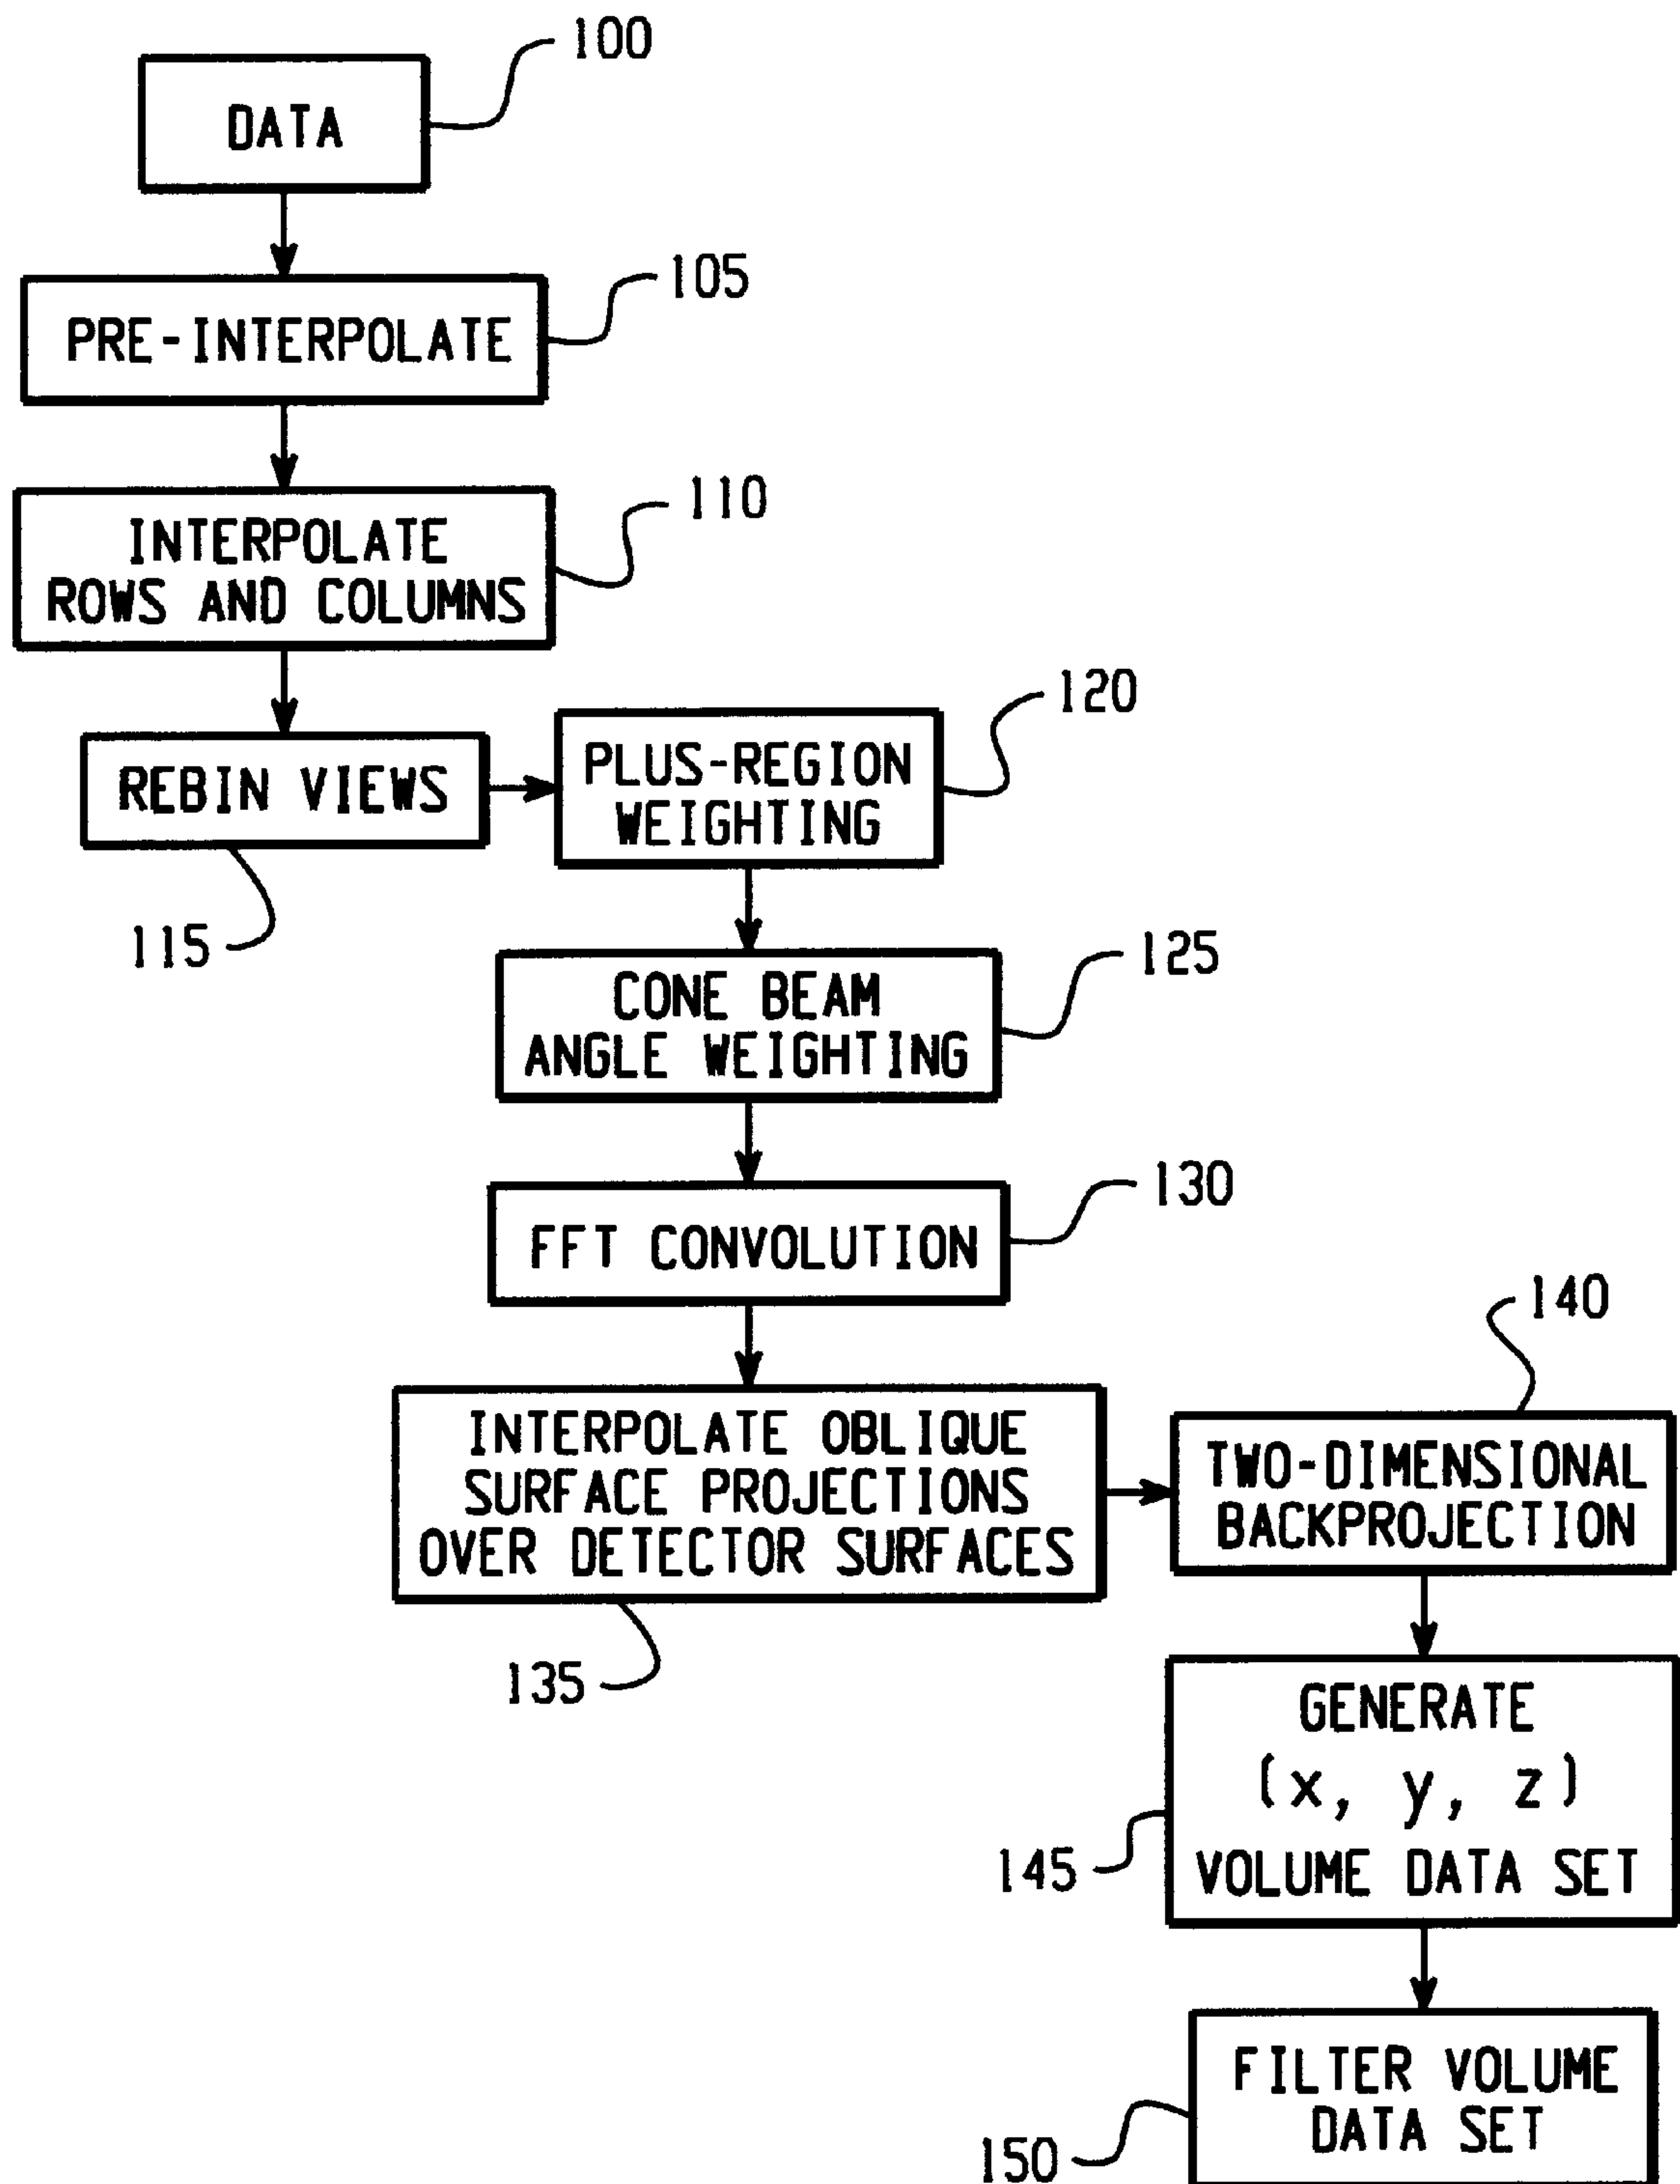 100
DATA
105
PRE-INTERPOLATE
110
INTERPOLATE
ROWS AND COLUMNS
120
REBIN VIEWS
PLUS-REGION
WEIGHTING
115
125
CONE BEAM
ANGLE WEIGHTING
130
FFT CONVOLUTION
140
INTERPOLATE OBLIQUE
SURFACE PROJECTIONS
OVER DETECTOR SURFACES
TWO-DIMENSIONAL
BACKPROJECTION
135
GENERATE
(x, y, z)
VOLUME DATA SET
145
FILTER VOLUME
DATA SET
150